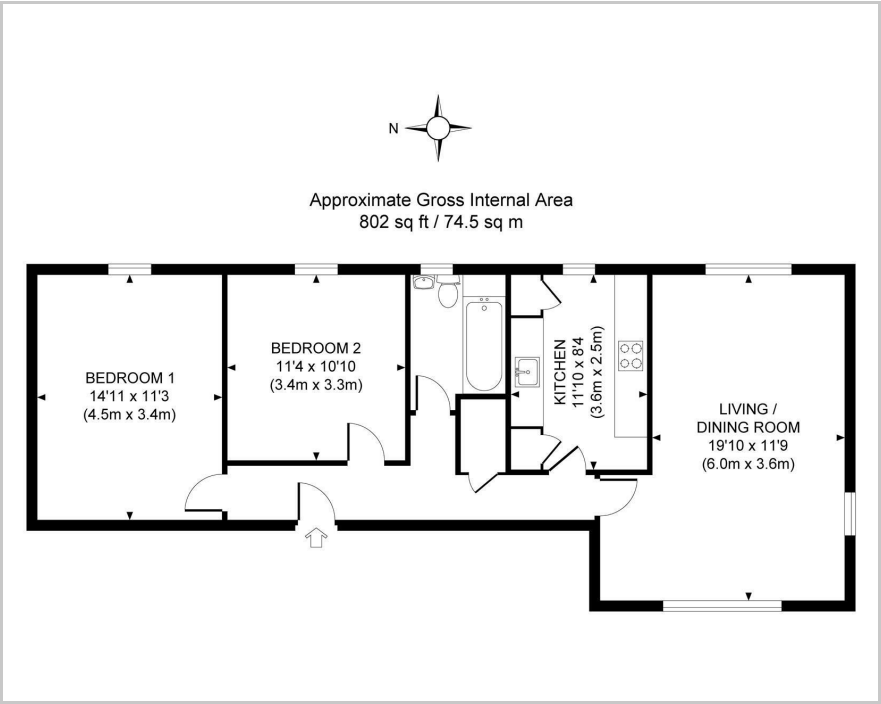 N
Approximate Gross Internal Area
802 sq ft / 74.5 sq m
BEDROOM 1
14'11 x 11'3
(4.5m x 3.4m)
BEDROOM 2
11'4 x 10'10
(3.4m x 3.3m)
KITCHEN
11'10 x 8'4
(3.6m x 2.5m)
LIVING /
DINING ROOM
19'10 x 11'9
(6.0m x 3.6m)